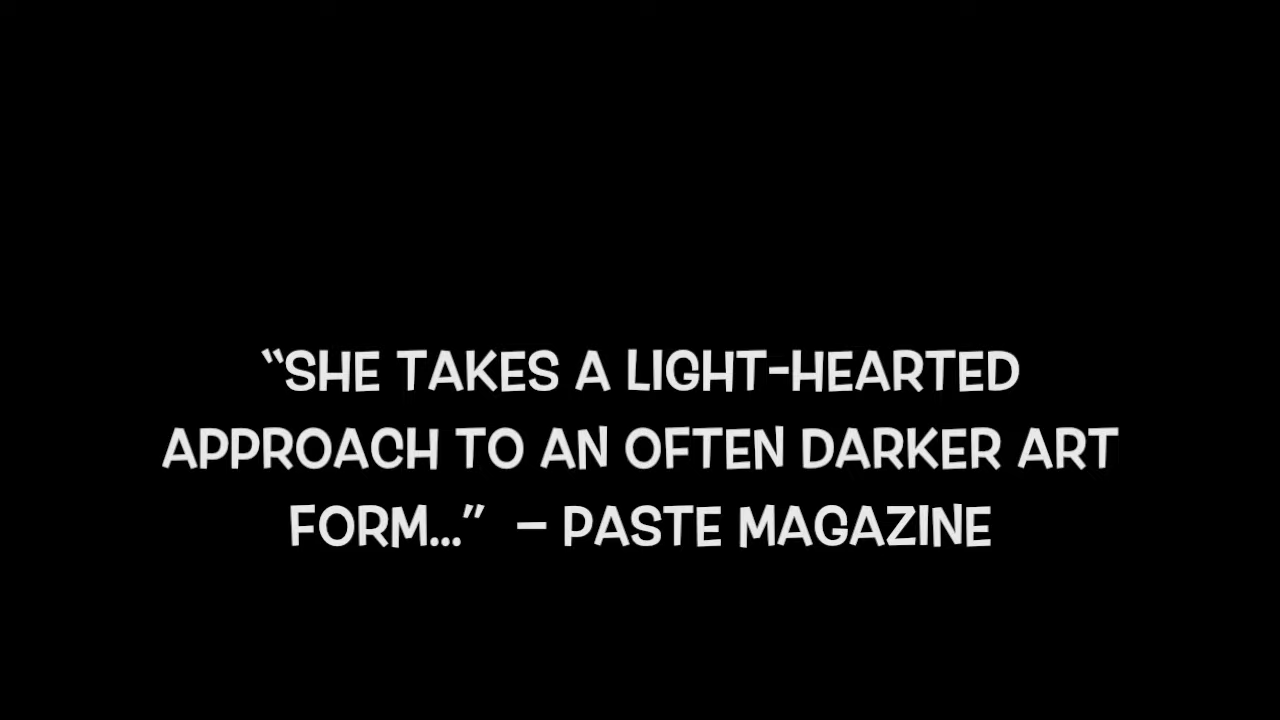 “SHE TAKES A LIGHT-HEARTED
APPROACH TO AN OFTEN DARKER ART
FORM...” – PASTE MAGAZINE